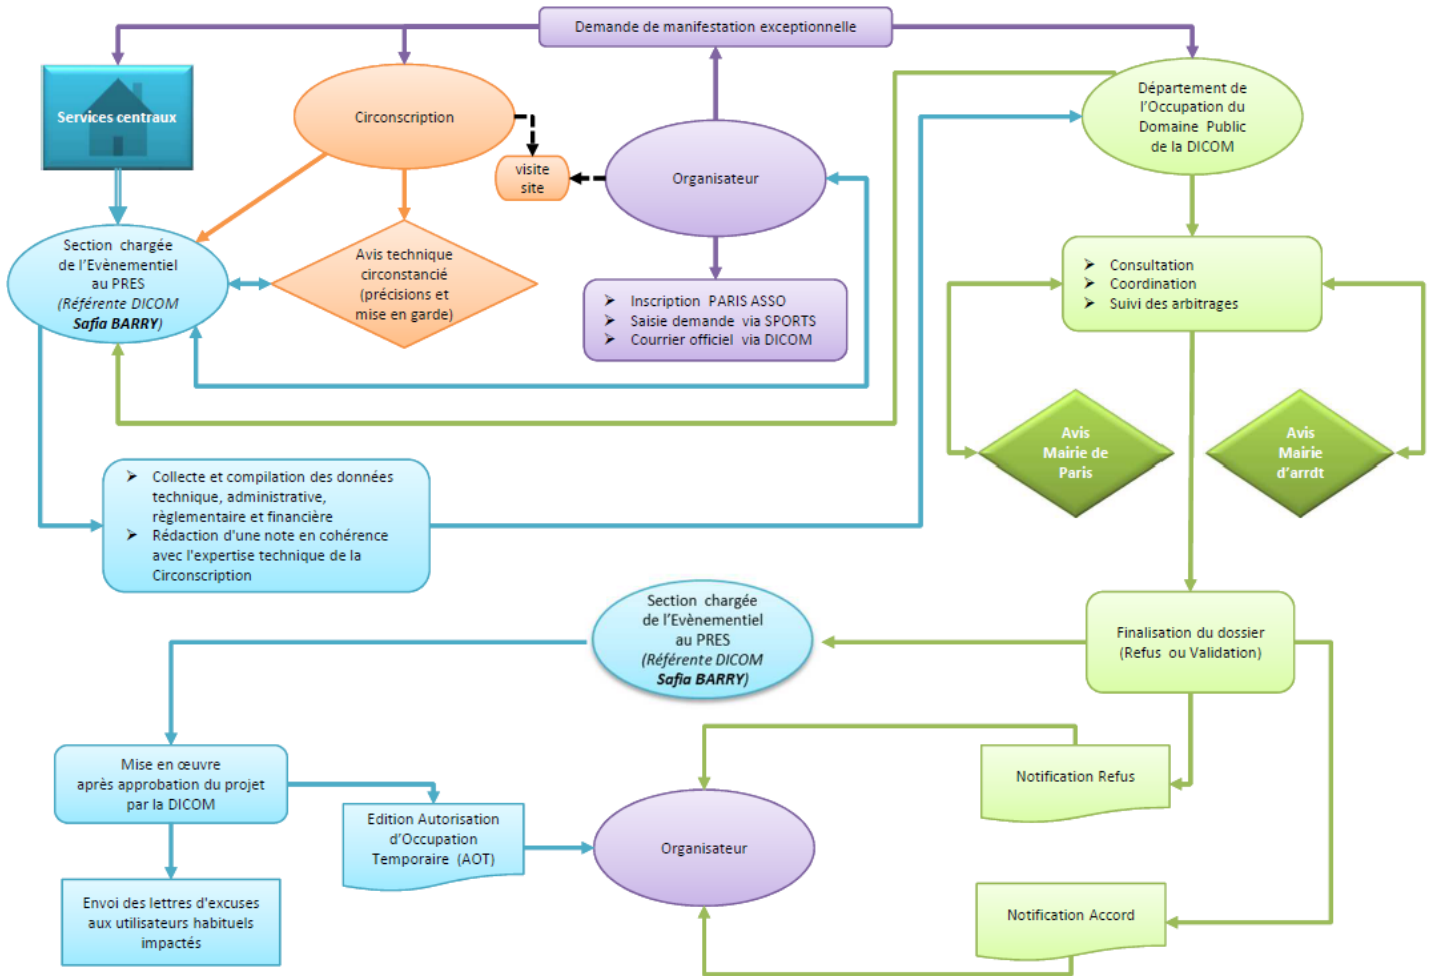 Demande de manifestation exceptionnelle
Services centraux
Circonscription
visite
site
Organisateur
Département de
l'Occupation du
Domaine Public
de la DICOM
Section chargée
de l'Evènementiel
au PRES
(Référente DICOM
Safia BARRY)
Avis technique
circonstancié
(précisions et
mise en garde)
➢ Inscription PARIS ASSO
➢ Saisie demande via SPORTS
➢ Courrier officiel via DICOM
➢ Consultation
➢ Coordination
➢ Suivi des arbitrages
Avis
Mairie de
Paris
Avis
Mairie
d'arrdt
➢ Collecte et compilation des données
technique, administrative,
règlementaire et financière
➢ Rédaction d'une note en cohérence
avec l'expertise technique de la
Circonscription
Section chargée
de l'Evènementiel
au PRES
(Référente DICOM
Safia BARRY)
Finalisation du dossier
(Refus ou Validation)
Mise en œuvre
après approbation du projet
par la DICOM
Edition Autorisation
d'Occupation
Temporaire (AOT)
Organisateur
Notification Refus
Notification Accord
Envoi des lettres d'excuses
aux utilisateurs habituels
impactés